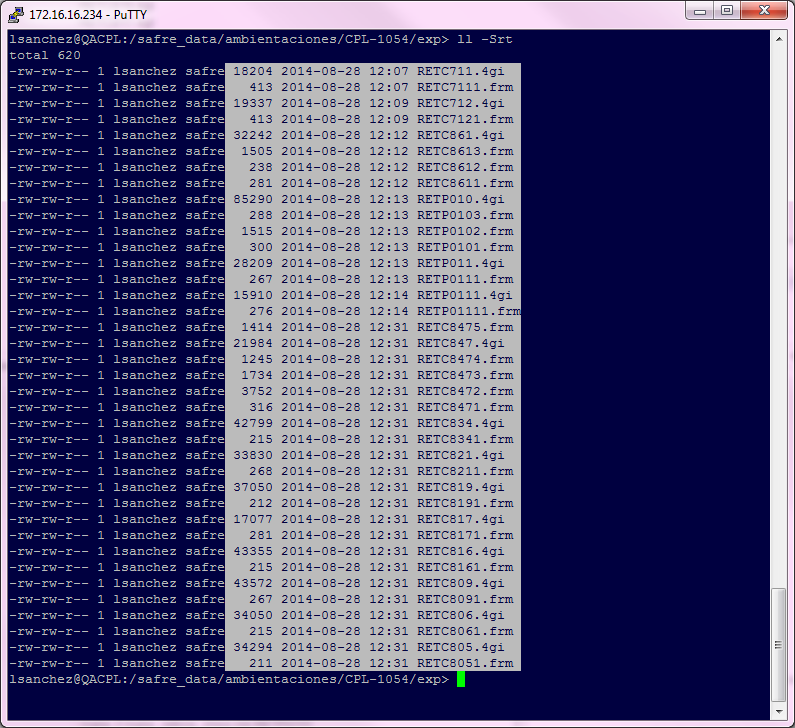 172.16.16.234 - PuTTY
lsanchez@QACPL:/safre_data/ambientaciones/CPL-1054/exp> ll -Srt
total 620
-rw-rw-r-- 1 lsanchez safre 18204 2014-08-28 12:07 RETC711.4gi
-rw-rw-r-- 1 lsanchez safre   413 2014-08-28 12:07 RETC7111.frm
-rw-rw-r-- 1 lsanchez safre 19337 2014-08-28 12:09 RETC712.4gi
-rw-rw-r-- 1 lsanchez safre   413 2014-08-28 12:09 RETC7121.frm
-rw-rw-r-- 1 lsanchez safre 32242 2014-08-28 12:12 RETC861.4gi
-rw-rw-r-- 1 lsanchez safre  1505 2014-08-28 12:12 RETC8613.frm
-rw-rw-r-- 1 lsanchez safre   238 2014-08-28 12:12 RETC8612.frm
-rw-rw-r-- 1 lsanchez safre   281 2014-08-28 12:12 RETC8611.frm
-rw-rw-r-- 1 lsanchez safre 85290 2014-08-28 12:13 RETP010.4gi
-rw-rw-r-- 1 lsanchez safre   288 2014-08-28 12:13 RETP0103.frm
-rw-rw-r-- 1 lsanchez safre  1515 2014-08-28 12:13 RETP0102.frm
-rw-rw-r-- 1 lsanchez safre   300 2014-08-28 12:13 RETP0101.frm
-rw-rw-r-- 1 lsanchez safre 28209 2014-08-28 12:13 RETP011.4gi
-rw-rw-r-- 1 lsanchez safre   267 2014-08-28 12:13 RETP0111.frm
-rw-rw-r-- 1 lsanchez safre 15910 2014-08-28 12:14 RETP0111.4gi
-rw-rw-r-- 1 lsanchez safre   276 2014-08-28 12:14 RETP01111.frm
-rw-rw-r-- 1 lsanchez safre  1414 2014-08-28 12:31 RETC8475.frm
-rw-rw-r-- 1 lsanchez safre 21984 2014-08-28 12:31 RETC847.4gi
-rw-rw-r-- 1 lsanchez safre  1245 2014-08-28 12:31 RETC8474.frm
-rw-rw-r-- 1 lsanchez safre  1734 2014-08-28 12:31 RETC8473.frm
-rw-rw-r-- 1 lsanchez safre  3752 2014-08-28 12:31 RETC8472.frm
-rw-rw-r-- 1 lsanchez safre   316 2014-08-28 12:31 RETC8471.frm
-rw-rw-r-- 1 lsanchez safre 42799 2014-08-28 12:31 RETC834.4gi
-rw-rw-r-- 1 lsanchez safre   215 2014-08-28 12:31 RETC8341.frm
-rw-rw-r-- 1 lsanchez safre 33830 2014-08-28 12:31 RETC821.4gi
-rw-rw-r-- 1 lsanchez safre   268 2014-08-28 12:31 RETC8211.frm
-rw-rw-r-- 1 lsanchez safre 37050 2014-08-28 12:31 RETC819.4gi
-rw-rw-r-- 1 lsanchez safre   212 2014-08-28 12:31 RETC8191.frm
-rw-rw-r-- 1 lsanchez safre 17077 2014-08-28 12:31 RETC817.4gi
-rw-rw-r-- 1 lsanchez safre   281 2014-08-28 12:31 RETC8171.frm
-rw-rw-r-- 1 lsanchez safre 43355 2014-08-28 12:31 RETC816.4gi
-rw-rw-r-- 1 lsanchez safre   215 2014-08-28 12:31 RETC8161.frm
-rw-rw-r-- 1 lsanchez safre 43572 2014-08-28 12:31 RETC809.4gi
-rw-rw-r-- 1 lsanchez safre   267 2014-08-28 12:31 RETC8091.frm
-rw-rw-r-- 1 lsanchez safre 34050 2014-08-28 12:31 RETC806.4gi
-rw-rw-r-- 1 lsanchez safre   215 2014-08-28 12:31 RETC8061.frm
-rw-rw-r-- 1 lsanchez safre 34294 2014-08-28 12:31 RETC805.4gi
-rw-rw-r-- 1 lsanchez safre   211 2014-08-28 12:31 RETC8051.frm
lsanchez@QACPL:/safre_data/ambientaciones/CPL-1054/exp>